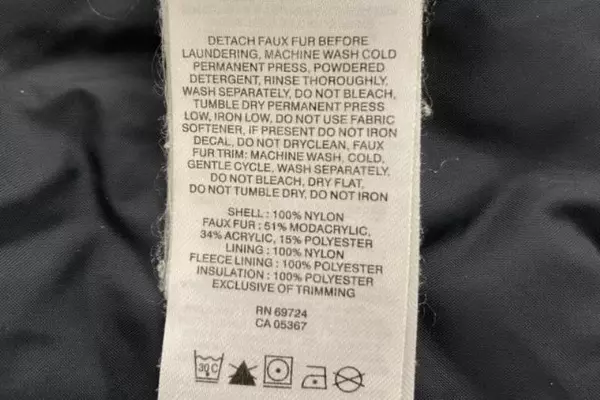 DETACH FAUX FUR BEFORE
LAUNDERING, MACHINE WASH COLD
PERMANENT PRESS, POWDERED
DETERGENT, RINSE THOROUGHLY,
WASH SEPARATELY, DO NOT BLEACH,
TUMBLE DRY PERMANENT PRESS
LOW, IRON LOW, DO NOT USE FABRIC
SOFTENER, IF PRESENT DO NOT IRON
DECAL, DO NOT DRYCLEAN, FAUX
FUR TRIM: MACHINE WASH, COLD,
GENTLE CYCLE, WASH SEPARATELY,
DO NOT BLEACH, DRY FLAT,
DO NOT TUMBLE DRY, DO NOT IRON
SHELL : 100% NYLON
FAUX FUR : 51% MODACRYLIC,
34% ACRYLIC, 15% POLYESTER
LINING : 100% NYLON
FLEECE LINING : 100% POLYESTER
INSULATION : 100% POLYESTER
EXCLUSIVE OF TRIMMING
RN 69724
CA 05367
30 C